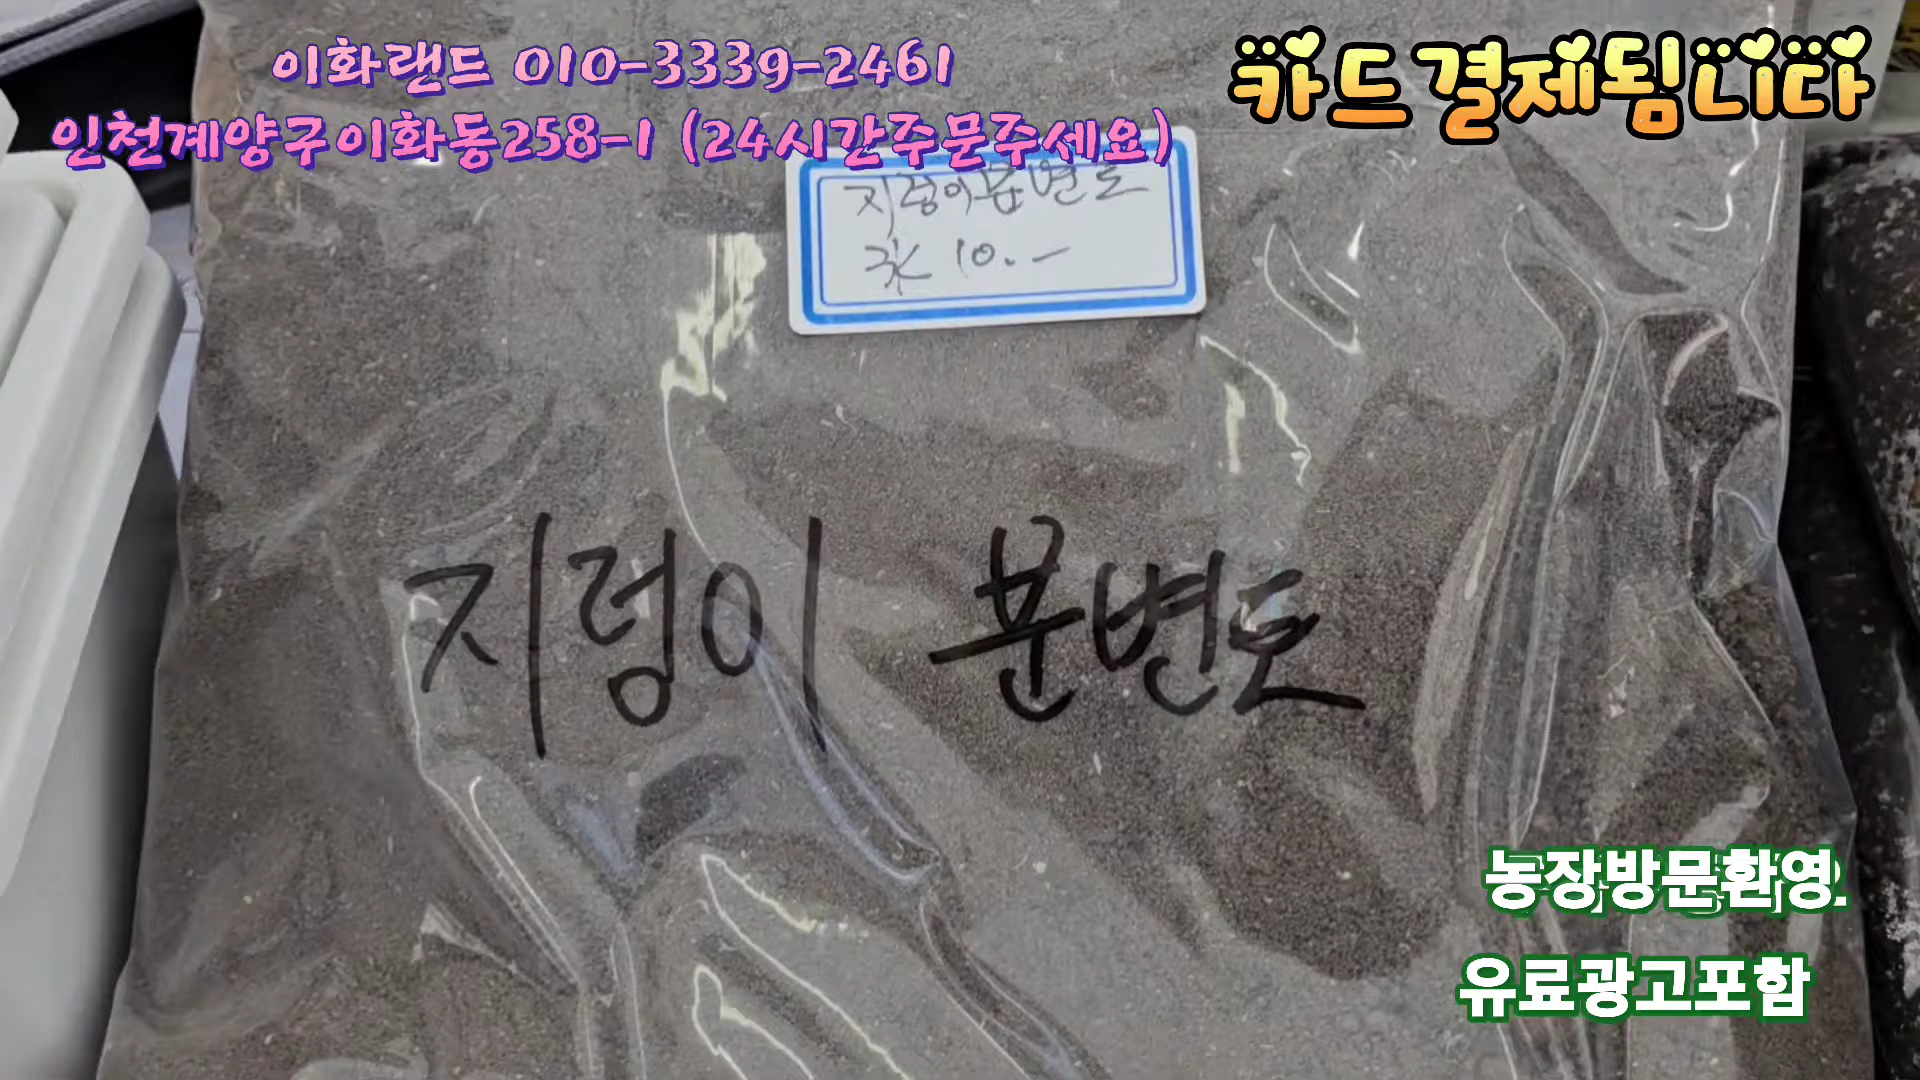 이화랜드 010-3339-2461
인천계양구이화동258-1 (24시간주문주세요)
카드결제됩니다
지렁이분변토
옷 10.-
지렁이 분변토
농장방문환영.
유료광고포함